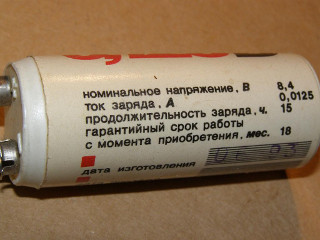 номинальное напряжение, В 8,4
ток заряда, А 0,0125
продолжительность заряда, ч. 15
гарантийный срок работы
с момента приобретения, мес. 18
дата изготовления